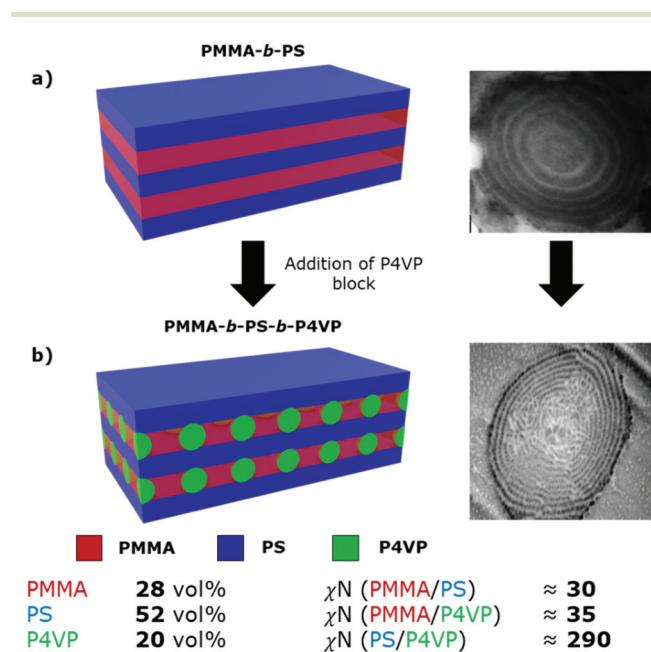 PMMA-b-PS
a)
Addition of P4VP
block
PMMA-b-PS-b-P4VP
b)
PMMA PS P4VP
PMMA 28 vol% χN (PMMA/PS) ≈ 30
PS 52 vol% χN (PMMA/P4VP) ≈ 35
P4VP 20 vol% χN (PS/P4VP) ≈ 290